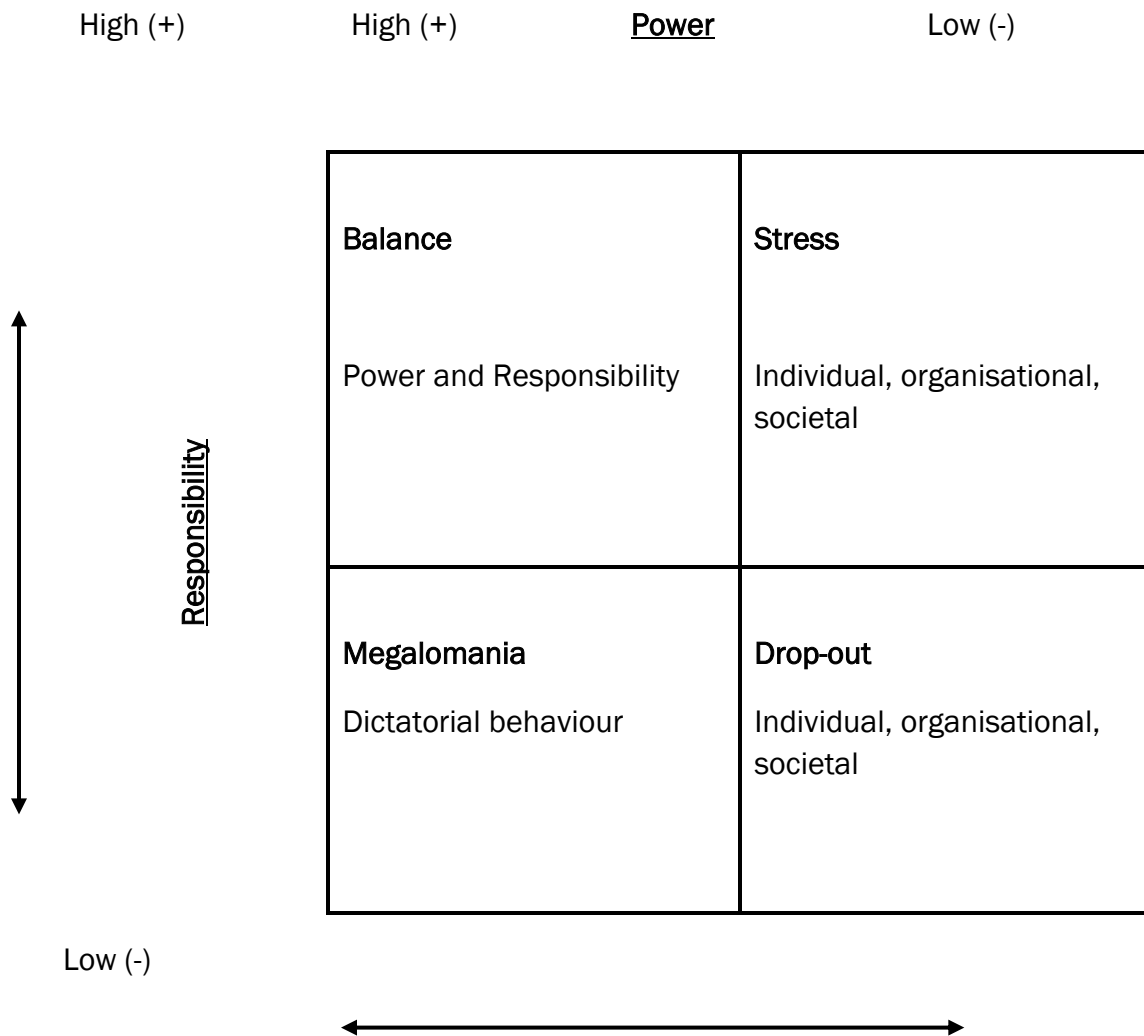 High (+) High (+) Power Low (-)
Balance
Stress
Power and Responsibility
Individual, organisational,
societal
Responsibility
Megalomania
Drop-out
Dictatorial behaviour
Individual, organisational,
societal
Low (-)